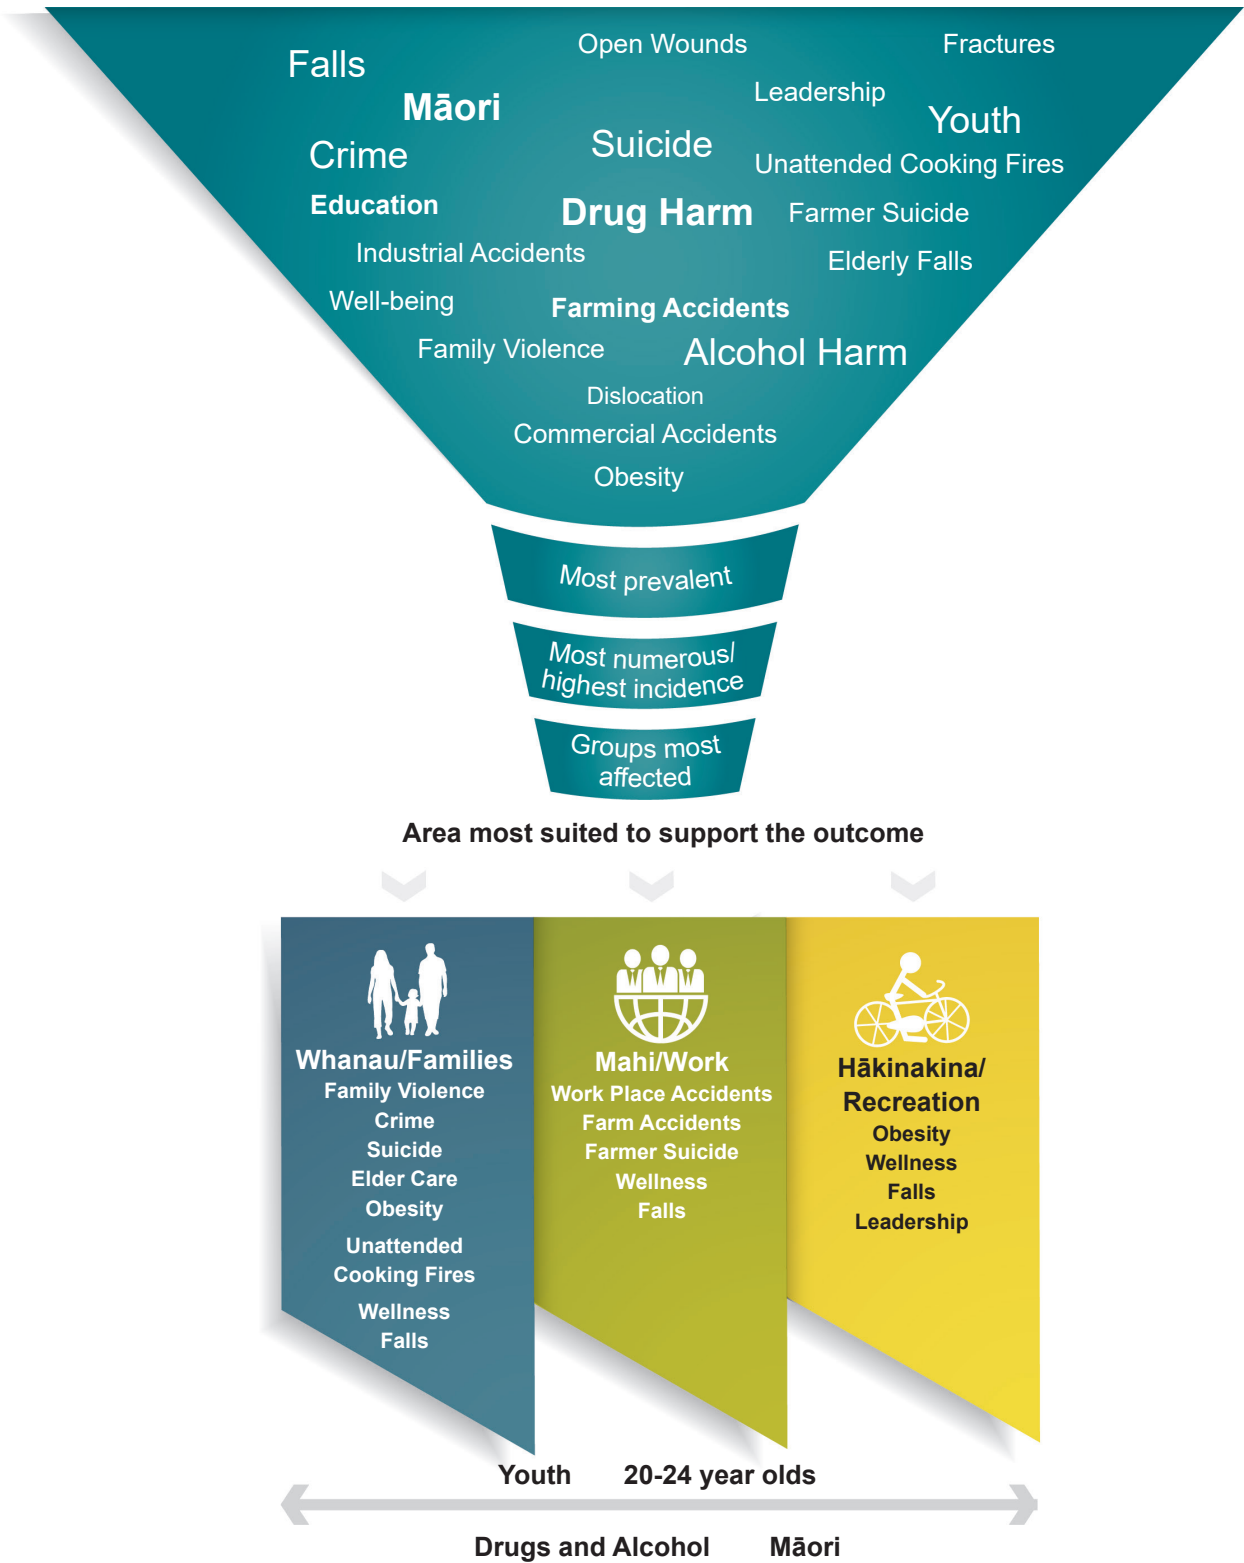 Open Wounds
Fractures
Falls
Leadership
Māori
Youth
Suicide
Crime
Unattended Cooking Fires
Education
Drug Harm
Farmer Suicide
Industrial Accidents
Elderly Falls
Well-being
Farming Accidents
Family Violence
Alcohol Harm
Dislocation
Commercial Accidents
Obesity
Most prevalent
Most numerous/
highest incidence
Groups most
affected
Area most suited to support the outcome
Whanau/Families
Family Violence
Crime
Suicide
Elder Care
Obesity
Unattended
Cooking Fires
Wellness
Falls
Mahi/Work
Work Place Accidents
Farm Accidents
Farmer Suicide
Wellness
Falls
Hākinakina/
Recreation
Obesity
Wellness
Falls
Leadership
Youth 20-24 year olds
Drugs and Alcohol Māori